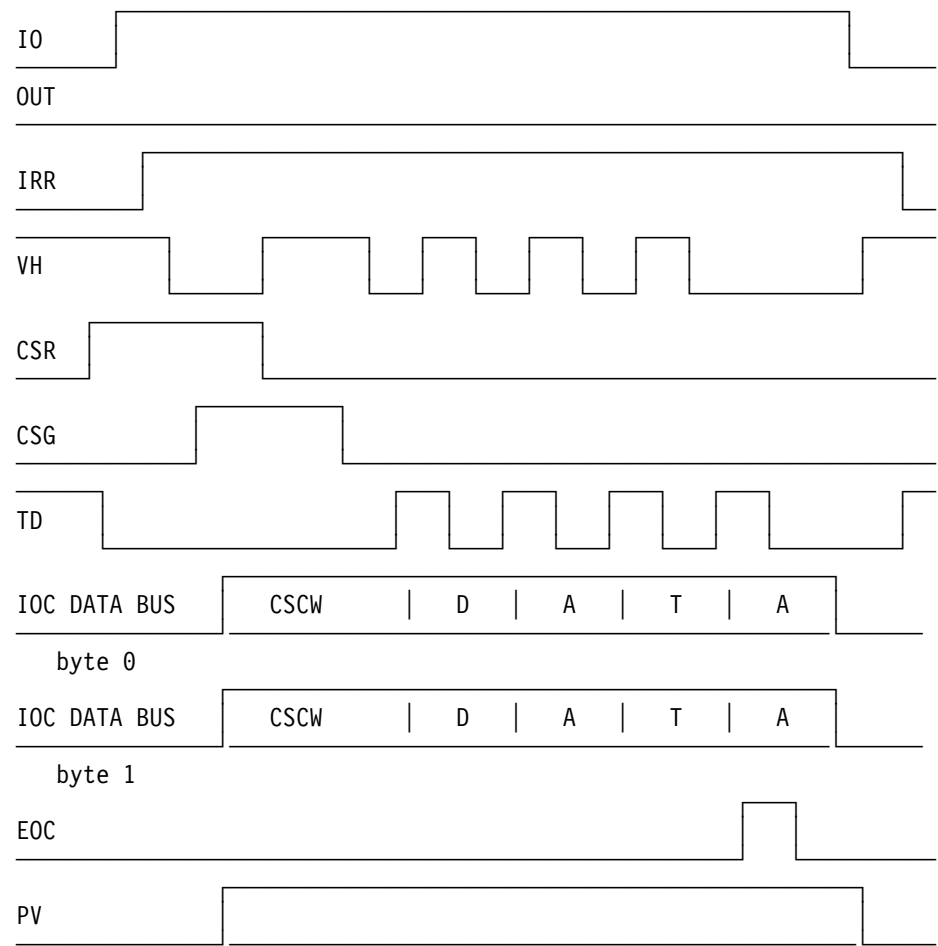 IO
OUT
IRR
VH
CSR
CSG
TD
IOC DATA BUS CSCW | D | A | T | A
byte 0
IOC DATA BUS CSCW | D | A | T | A
byte 1
EOC
PV